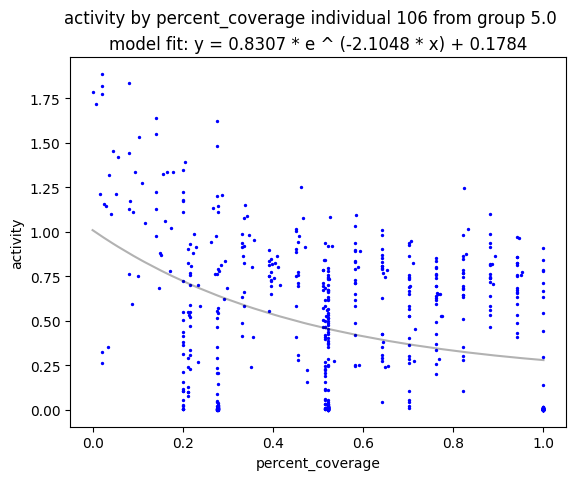 activity by percent_coverage individual 106 from group 5.0
model fit: y = 0.8307 * e ^ (-2.1048 * x) + 0.1784
activity
1.75
1.50
1.25
1.00
0.75
0.50
0.25
0.00
0.0 0.2 0.4 0.6 0.8 1.0
percent_coverage